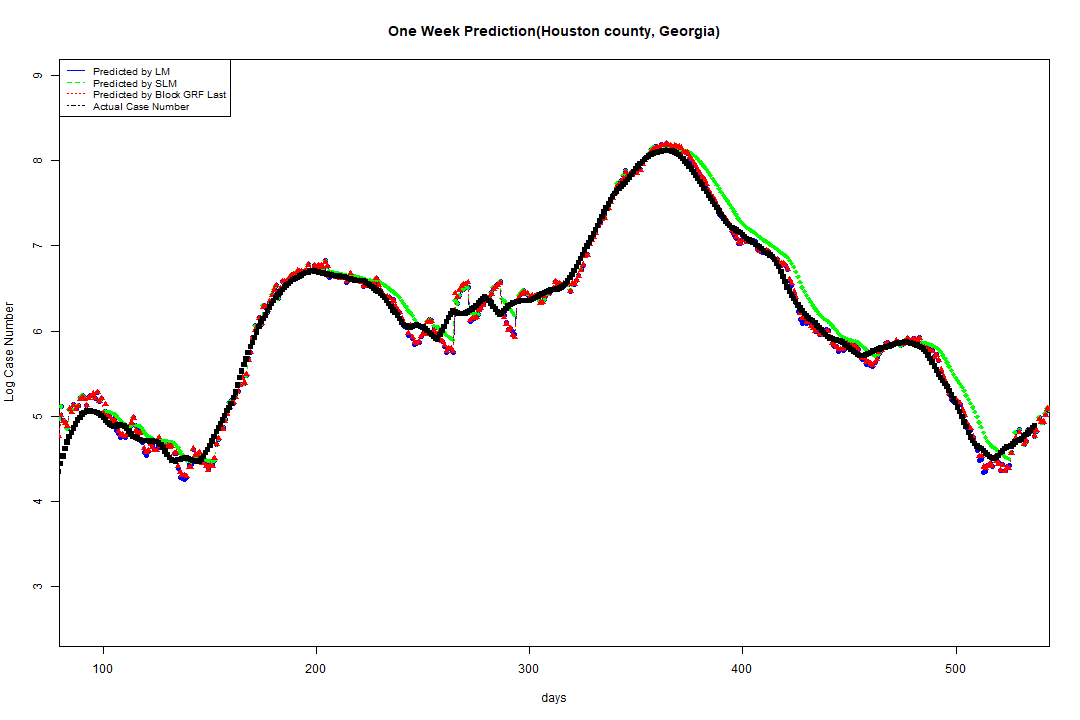 One Week Prediction(Houston county, Georgia)
Predicted by LM
Predicted by SLM
Predicted by Block GRF Last
Actual Case Number
9
8
7
6
5
4
3
Log Case Number
100 200 300 400 500
days